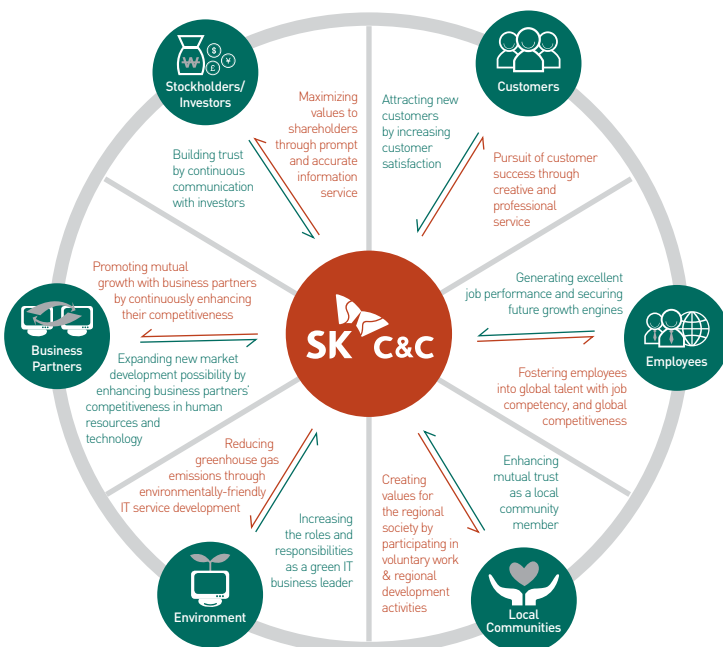 Stockholders/
Investors
$
¥
£
₩
Customers
Maximizing
values to
shareholders
through prompt
and accurate
information
service
Attracting new
customers
by increasing
customer
satisfaction
Building trust
by continuous
communication
with investors
Pursuit of customer
success through
creative and
professional
service
Promoting mutual
growth with business partners
by continuously enhancing
their competitiveness
Generating excellent
job performance and securing
future growth engines
SK C&C
Business
Partners
Employees
Expanding new market
development possibility by
enhancing business partners'
competitiveness in human
resources and
technology
Fostering employees
into global talent with job
competency, and global
competitiveness
Reducing
greenhouse gas
emissions through
environmentally-friendly
IT service development
Increasing
the roles and
responsibilities
as a green IT
business leader
Creating
values for
the regional
society by
participating in
voluntary work
& regional
development
activities
Enhancing
mutual trust
as a local
community
member
Environment
Local
Communities